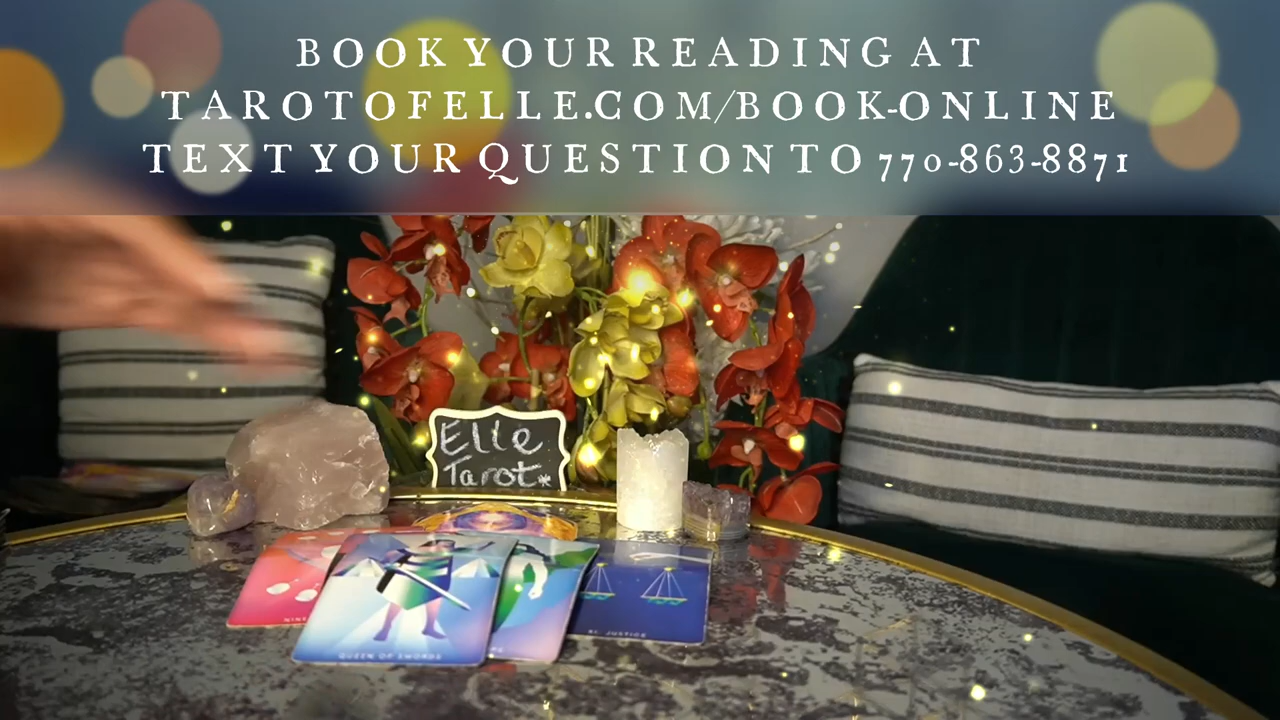 BOOK YOUR READING AT
TAROTOFELLE.COM/BOOK-ONLINE
TEXT YOUR QUESTION TO 770-863-8871
Elle
Tarot*
QUEEN OF SWORDS
XI. JUSTICE